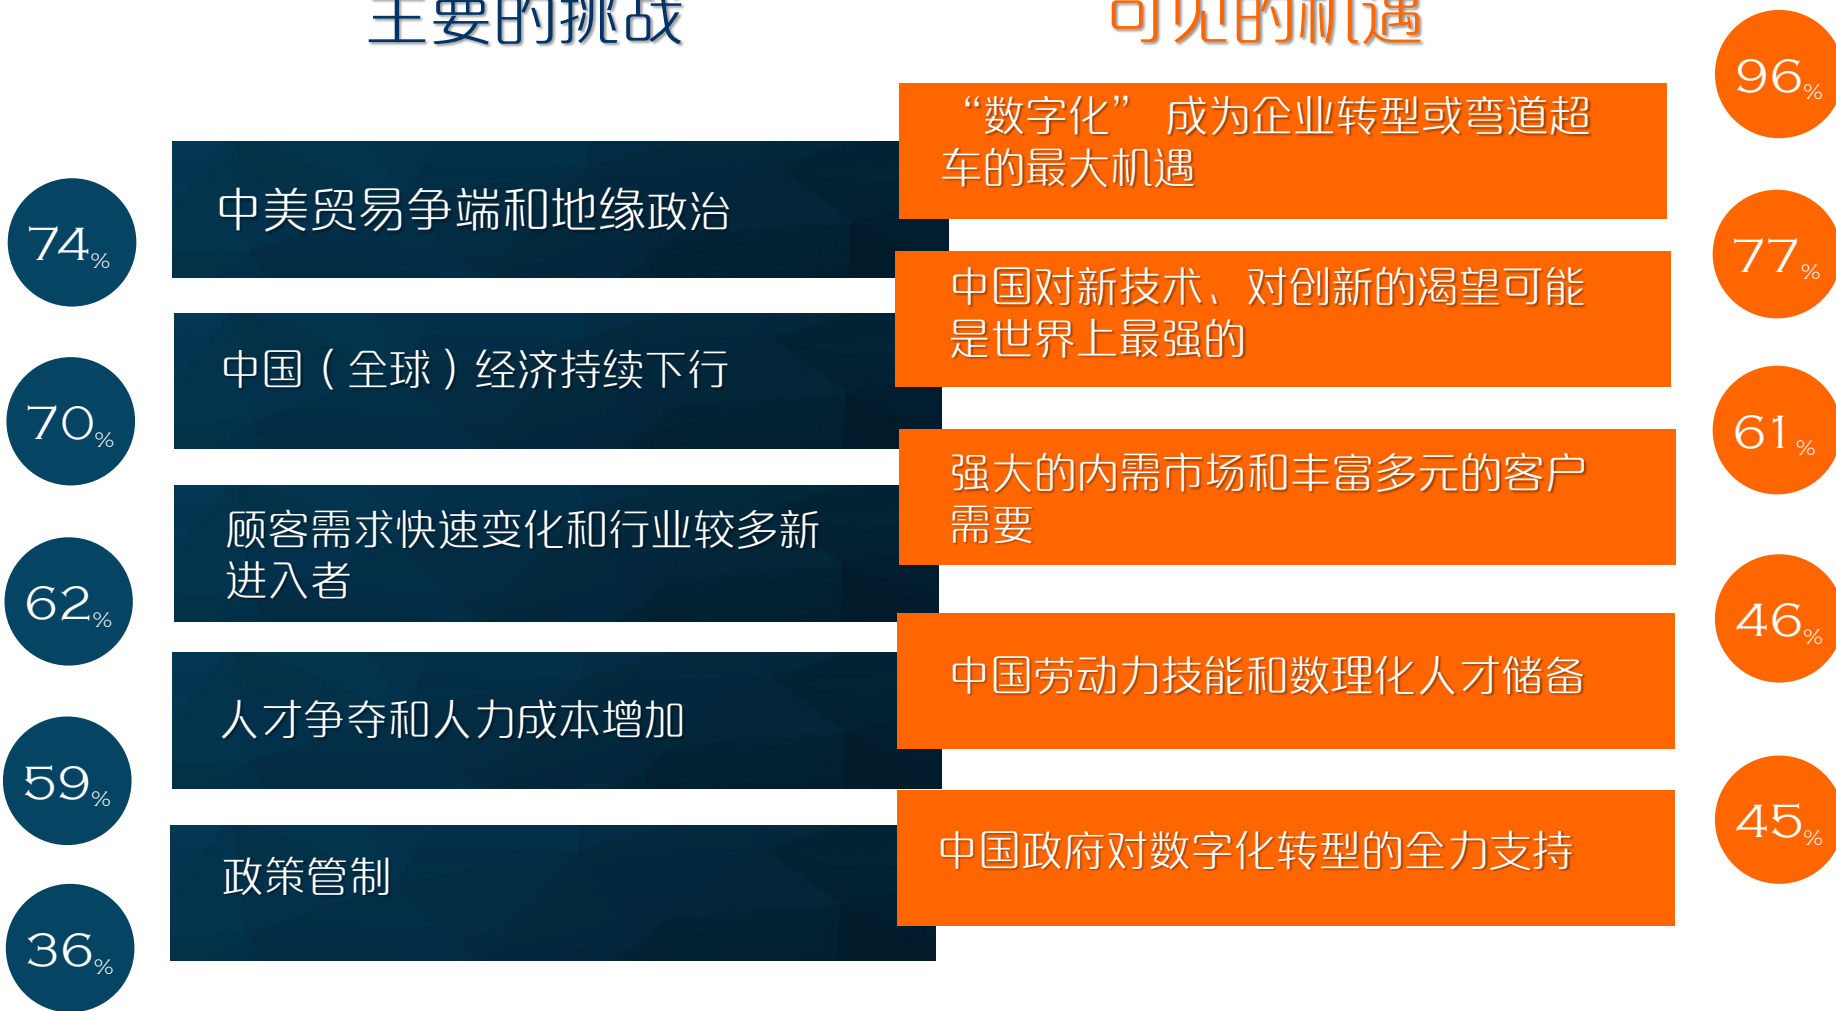 主要的挑战
74%
中美贸易争端和地缘政治
70%
中国（全球）经济持续下行
62%
顾客需求快速变化和行业较多新
进入者
59%
人才争夺和人力成本增加
36%
政策管制
可见的机遇
“数字化” 成为企业转型或弯道超
车的最大机遇
96%
中国对新技术、对创新的渴望可能
是世界上最强的
77%
强大的内需市场和丰富多元的客户
需要
61%
中国劳动力技能和数理化人才储备
46%
中国政府对数字化转型的全力支持
45%